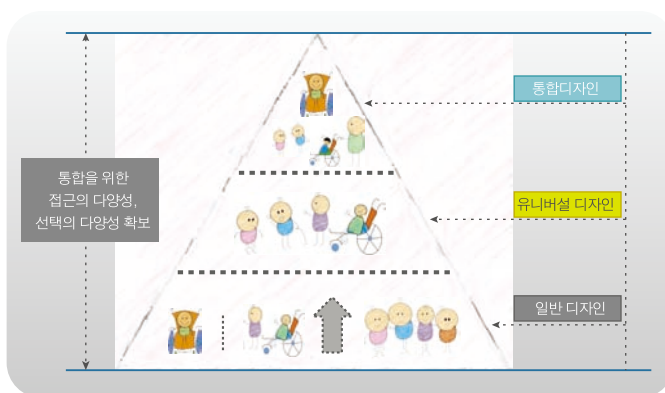 통합디자인
통합을 위한
접근의 다양성,
선택의 다양성 확보
유니버설 디자인
일반 디자인